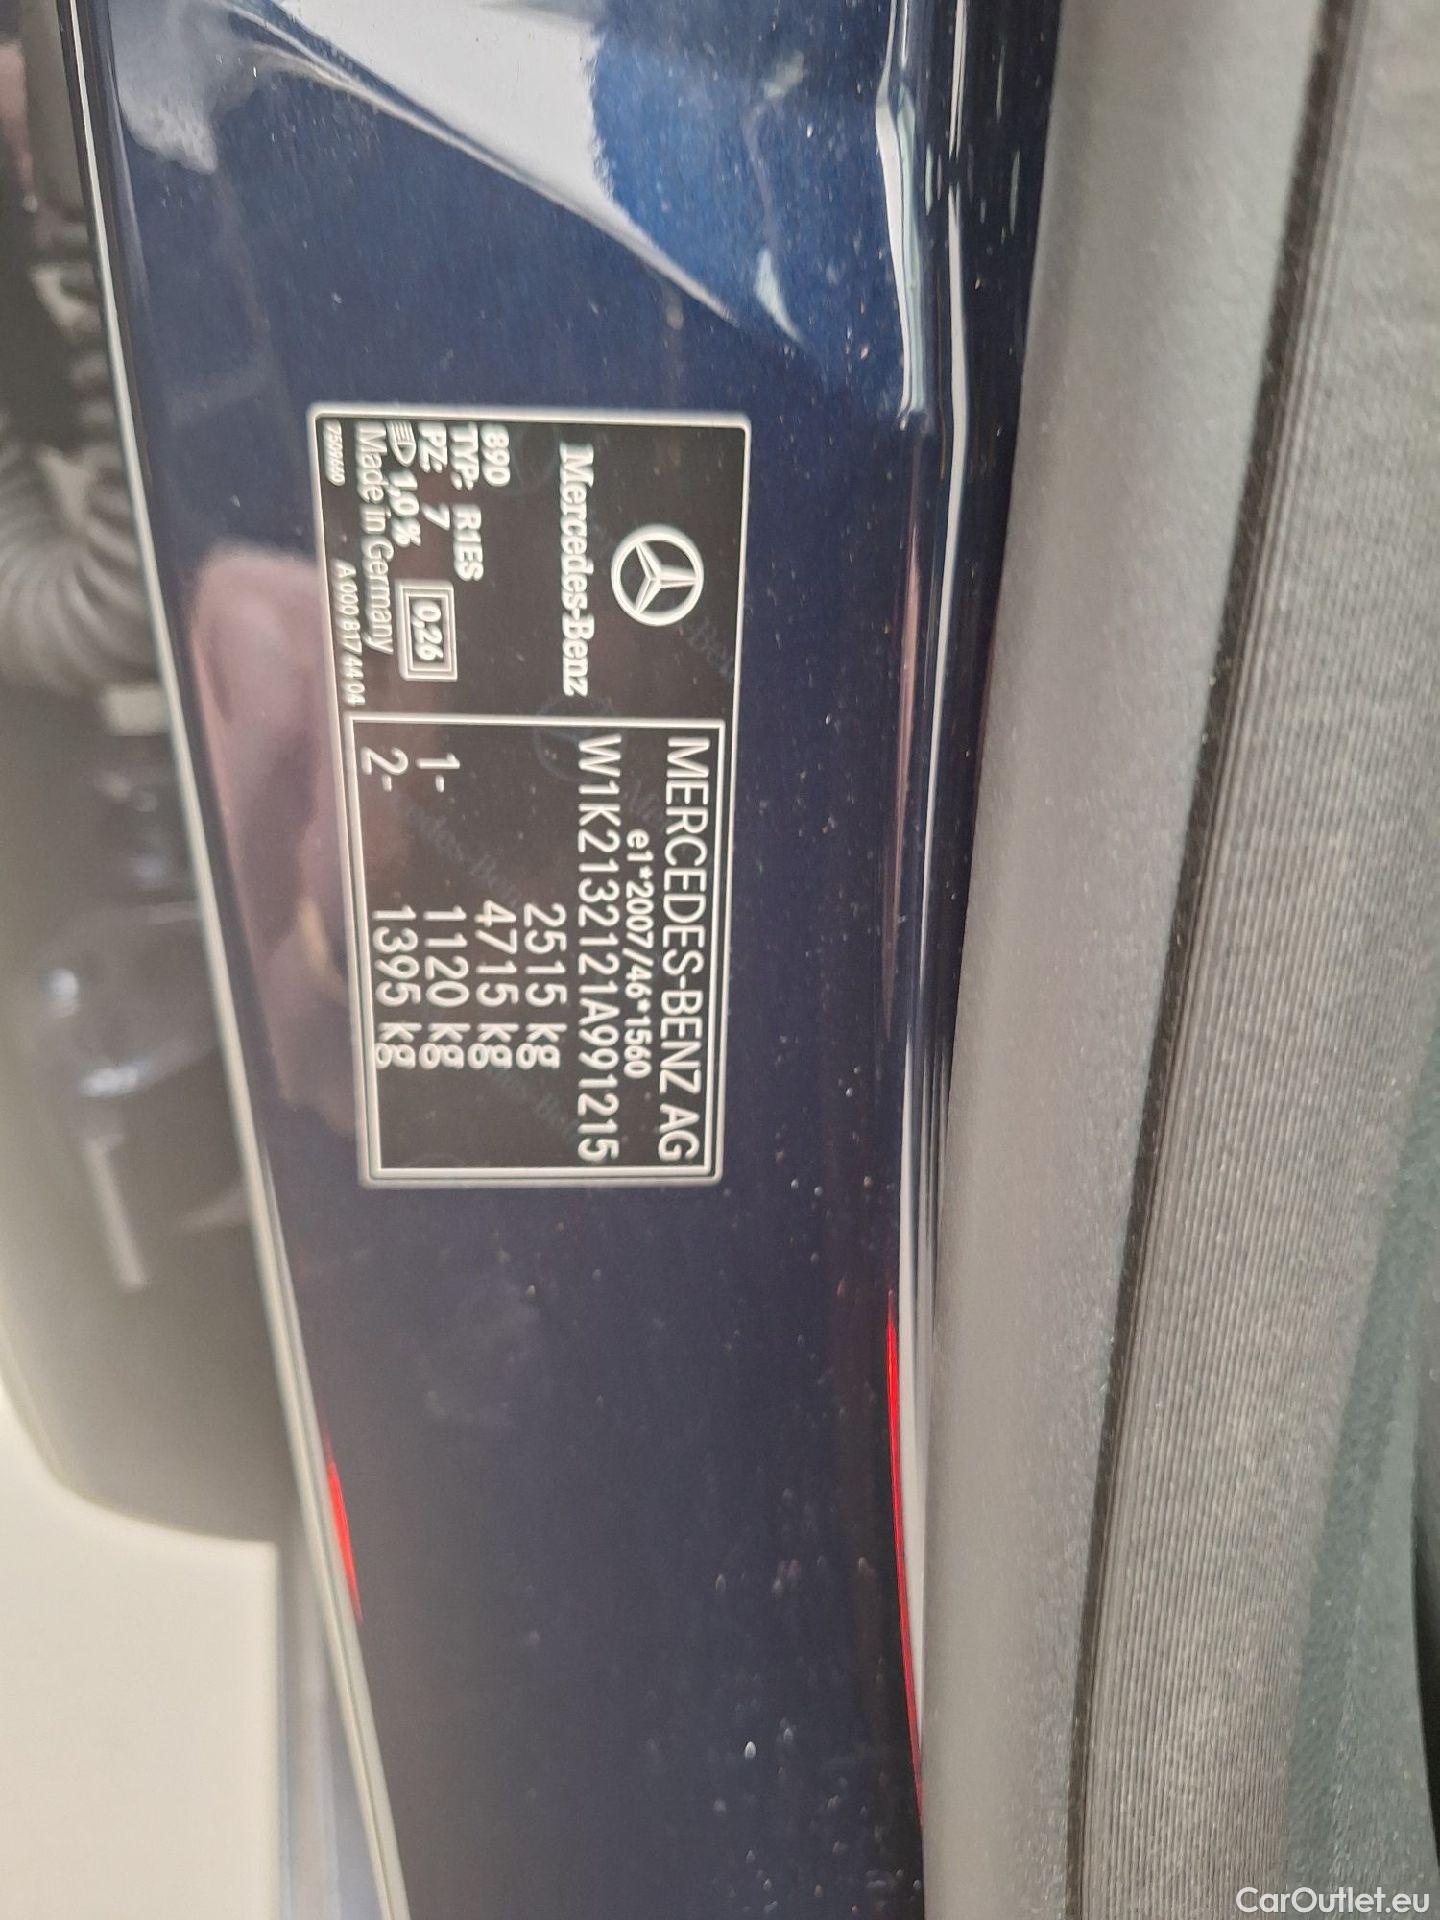 Mercedes-Benz
890
TYP: R1ES
PZ: 7
1,0 % 0.26
Made in Germany
A 000 817 44 04
MERCEDES-BENZ AG
e1*2007/46*1560
W1K2132121A991215
2515 kg
4715 kg
1- 1120 kg
2- 1395 kg
CarOutlet.eu